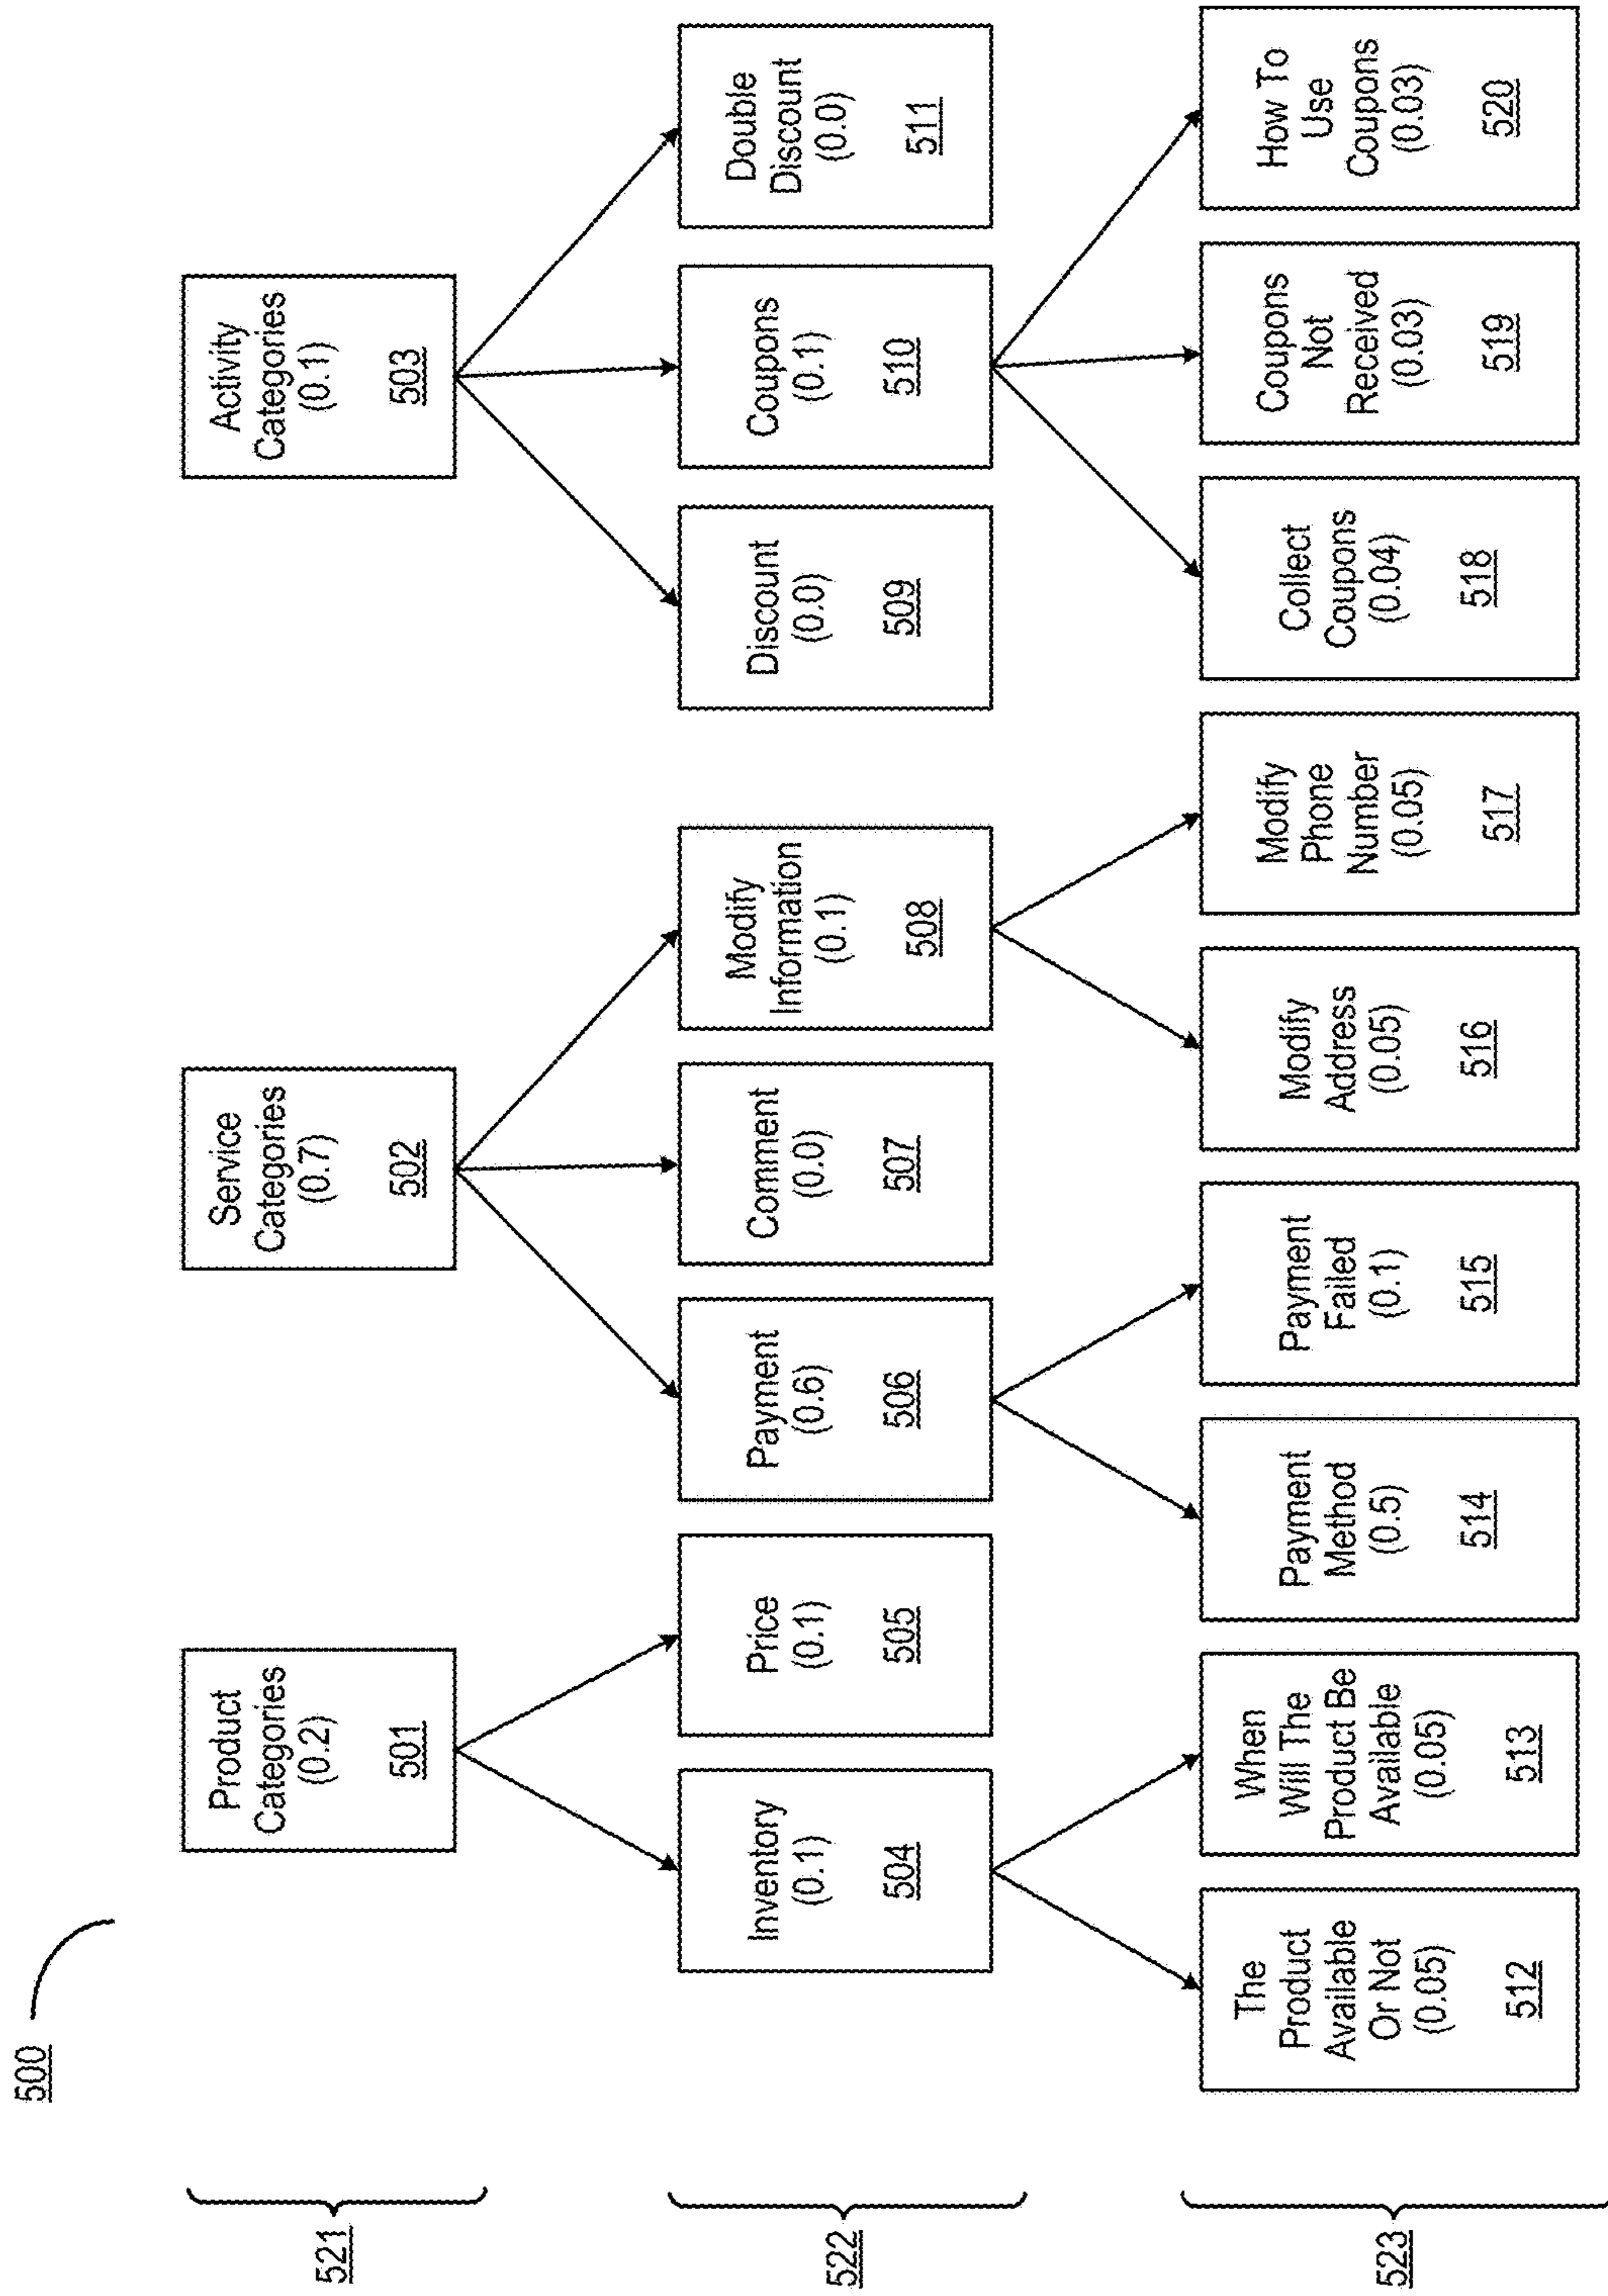 500
521
Product
Categories
(0.2)
501
Service
Categories
(0.7)
502
Activity
Categories
(0.1)
503
522
Inventory
(0.1)
504
Price
(0.1)
505
Payment
(0.6)
506
Comment
(0.0)
507
Modify
Information
(0.1)
508
Discount
(0.0)
509
Coupons
(0.1)
510
Double
Discount
(0.0)
511
523
The
Product
Available
Or Not
(0.05)
512
When
Will The
Product Be
Available
(0.05)
513
Payment
Method
(0.5)
514
Payment
Failed
(0.1)
515
Modify
Address
(0.05)
516
Modify
Phone
Number
(0.05)
517
Collect
Coupons
(0.04)
518
Coupons
Not
Received
(0.03)
519
How To
Use
Coupons
(0.03)
520